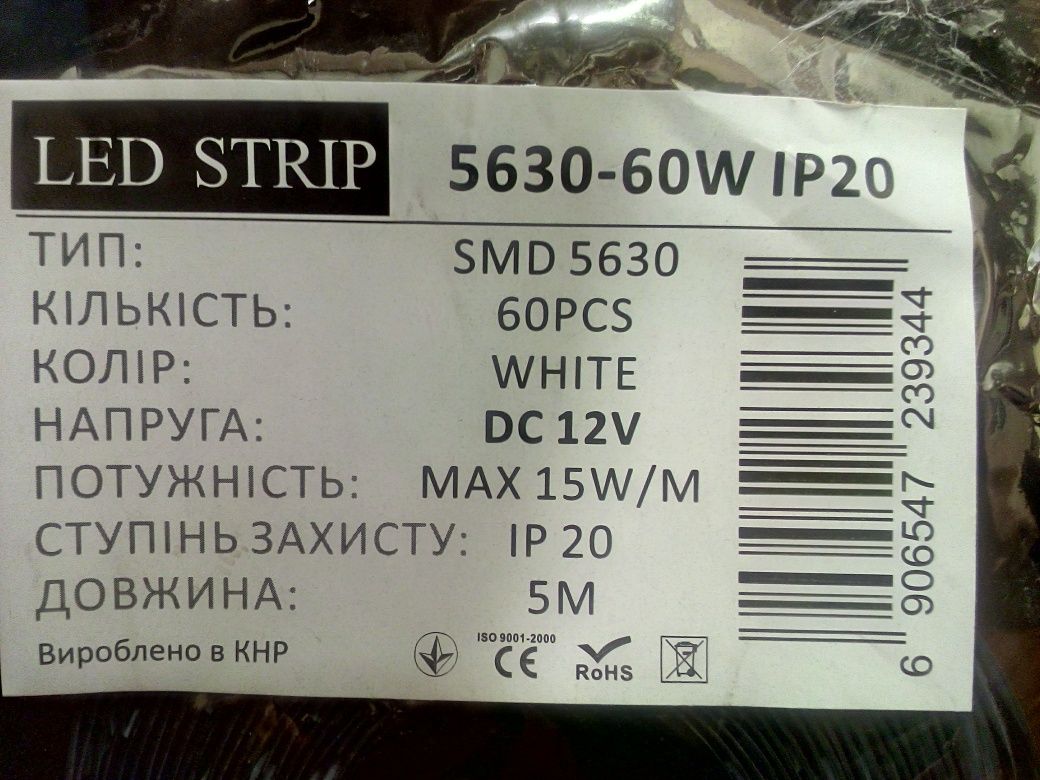 LED STRIP 5630-60W IP20
ТИП: SMD 5630
КІЛЬКІСТЬ: 60PCS
КОЛІР: WHITE
НАПРУГА: DC 12V
ПОТУЖНІСТЬ: MAX 15W/M
СТУПІНЬ ЗАХИСТУ: IP 20
ДОВЖИНА: 5M
Вироблено в КНР
ISO 9001-2000
CE
RoHS
6 906547 239344